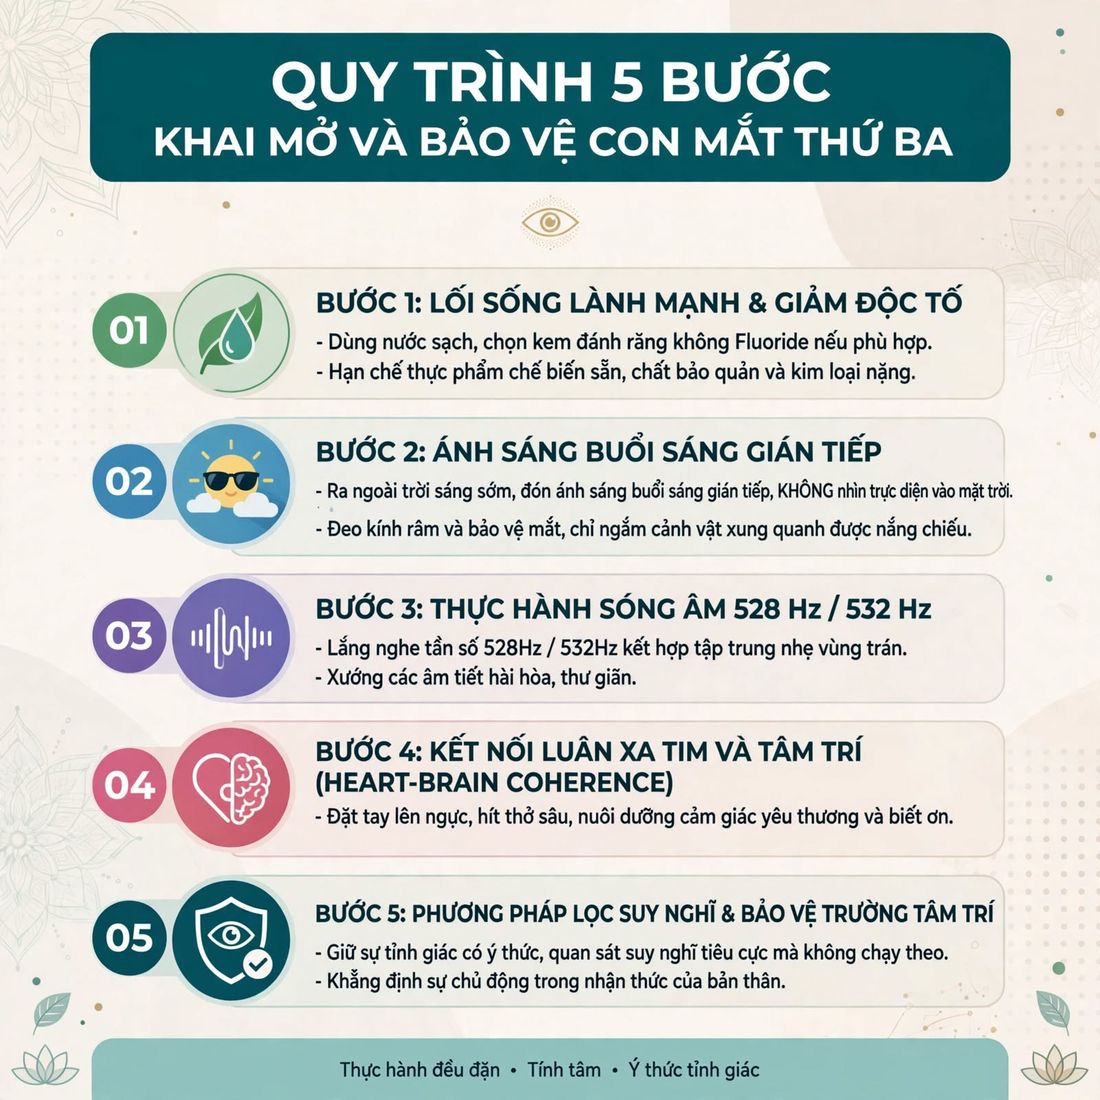 QUY TRÌNH 5 BƯỚC
KHAI MỞ VÀ BẢO VỆ CON MẮT THỨ BA
01
BƯỚC 1: LỐI SỐNG LÀNH MẠNH & GIẢM ĐỘC TỐ
- Dùng nước sạch, chọn kem đánh răng không Fluoride nếu phù hợp.
- Hạn chế thực phẩm chế biến sẵn, chất bảo quản và kim loại nặng.
02
BƯỚC 2: ÁNH SÁNG BUỔI SÁNG GIÁN TIẾP
- Ra ngoài trời sáng sớm, đón ánh sáng buổi sáng gián tiếp, KHÔNG nhìn trực diện vào mặt trời.
- Đeo kính râm và bảo vệ mắt, chỉ ngắm cảnh vật xung quanh được nắng chiếu.
03
BƯỚC 3: THỰC HÀNH SÓNG ÂM 528 Hz / 532 Hz
- Lắng nghe tần số 528Hz / 532Hz kết hợp tập trung nhẹ vùng trán.
- Xướng các âm tiết hài hòa, thư giãn.
04
BƯỚC 4: KẾT NỐI LUÂN XA TIM VÀ TÂM TRÍ
(HEART-BRAIN COHERENCE)
- Đặt tay lên ngực, hít thở sâu, nuôi dưỡng cảm giác yêu thương và biết ơn.
05
BƯỚC 5: PHƯƠNG PHÁP LỌC SUY NGHĨ & BẢO VỆ TRƯỜNG TÂM TRÍ
- Giữ sự tỉnh giác có ý thức, quan sát suy nghĩ tiêu cực mà không chạy theo.
- Khẳng định sự chủ động trong nhận thức của bản thân.
Thực hành đều đặn • Tính tâm • Ý thức tỉnh giác